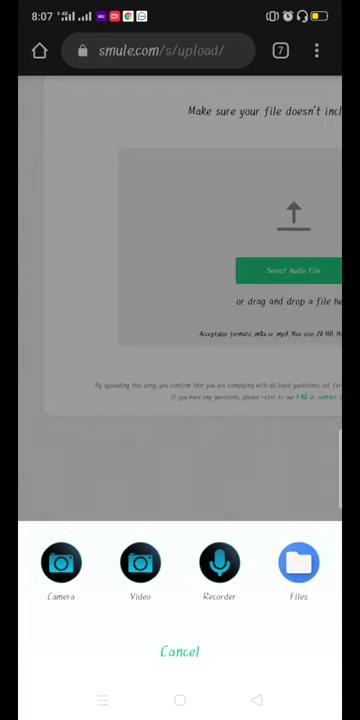 8:07
smule.com/s/upload/
7
Make sure your file doesn't incl
Select Audio File
or drag and drop a file he
Acceptable formats: m4a or .mp3, Max size: 20 MB, M
By uploading this song, you confirm that you are complying with all legal guidelines set for
If you have any questions, please refer to our FAQ or contact
Camera
Video
Recorder
Files
Cancel